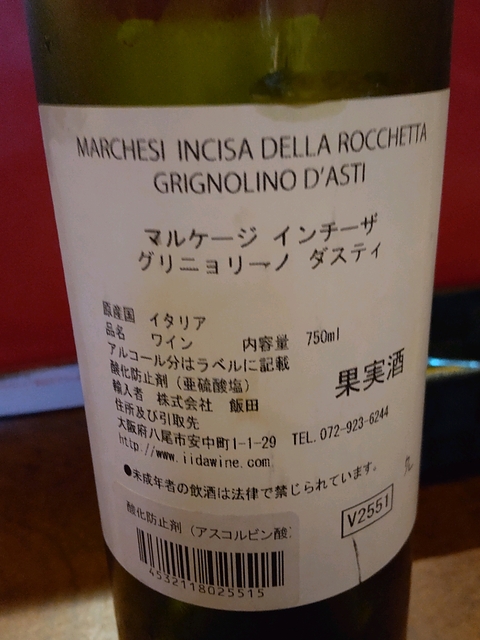 MARCHESI INCISA DELLA ROCCHETTA
GRIGNOLINO D'ASTI
マルケージ インチーザ
グリニョリーノ ダスティ
原産国 イタリア
品名 ワイン 内容量 750ml
アルコール分はラベルに記載
酸化防止剤（亜硫酸塩）
果実酒
輸入者 株式会社 飯田
住所及び引取先
大阪府八尾市安中町1-1-29 TEL.072-923-6244
http://www.iidawine.com
●未成年者の飲酒は法律で禁じられています。
酸化防止剤（アスコルビン酸
V2551
4532118025515